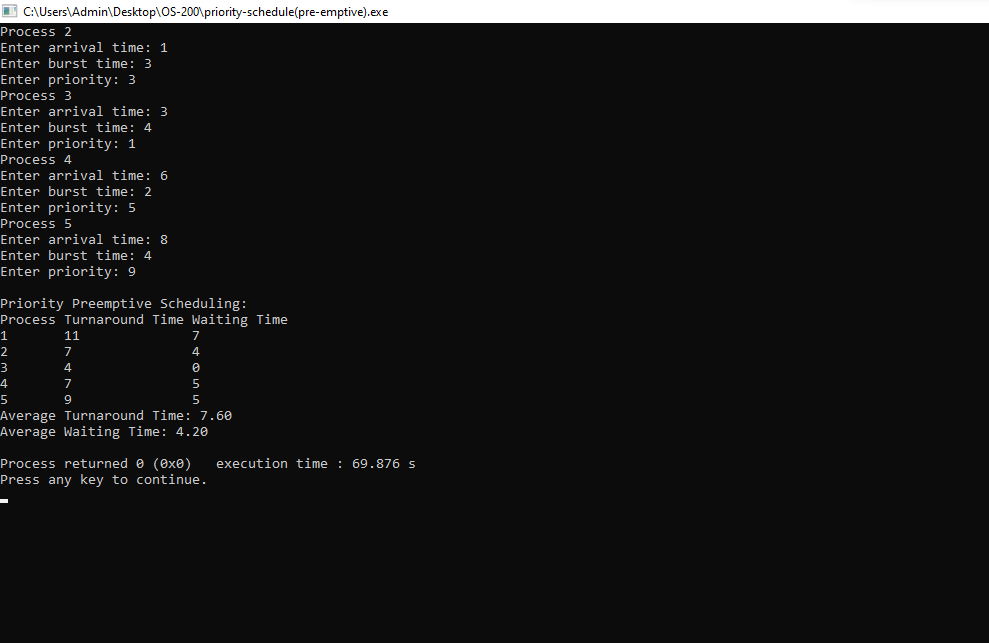 C:\Users\Admin\Desktop\OS-200\priority-schedule(pre-emptive).exe
Process 2
Enter arrival time: 1
Enter burst time: 3
Enter priority: 3
Process 3
Enter arrival time: 3
Enter burst time: 4
Enter priority: 1
Process 4
Enter arrival time: 6
Enter burst time: 2
Enter priority: 5
Process 5
Enter arrival time: 8
Enter burst time: 4
Enter priority: 9

Priority Preemptive Scheduling:
Process Turnaround Time Waiting Time
1       11              7
2       7               4
3       4               0
4       7               5
5       9               5
Average Turnaround Time: 7.60
Average Waiting Time: 4.20

Process returned 0 (0x0)   execution time : 69.876 s
Press any key to continue.